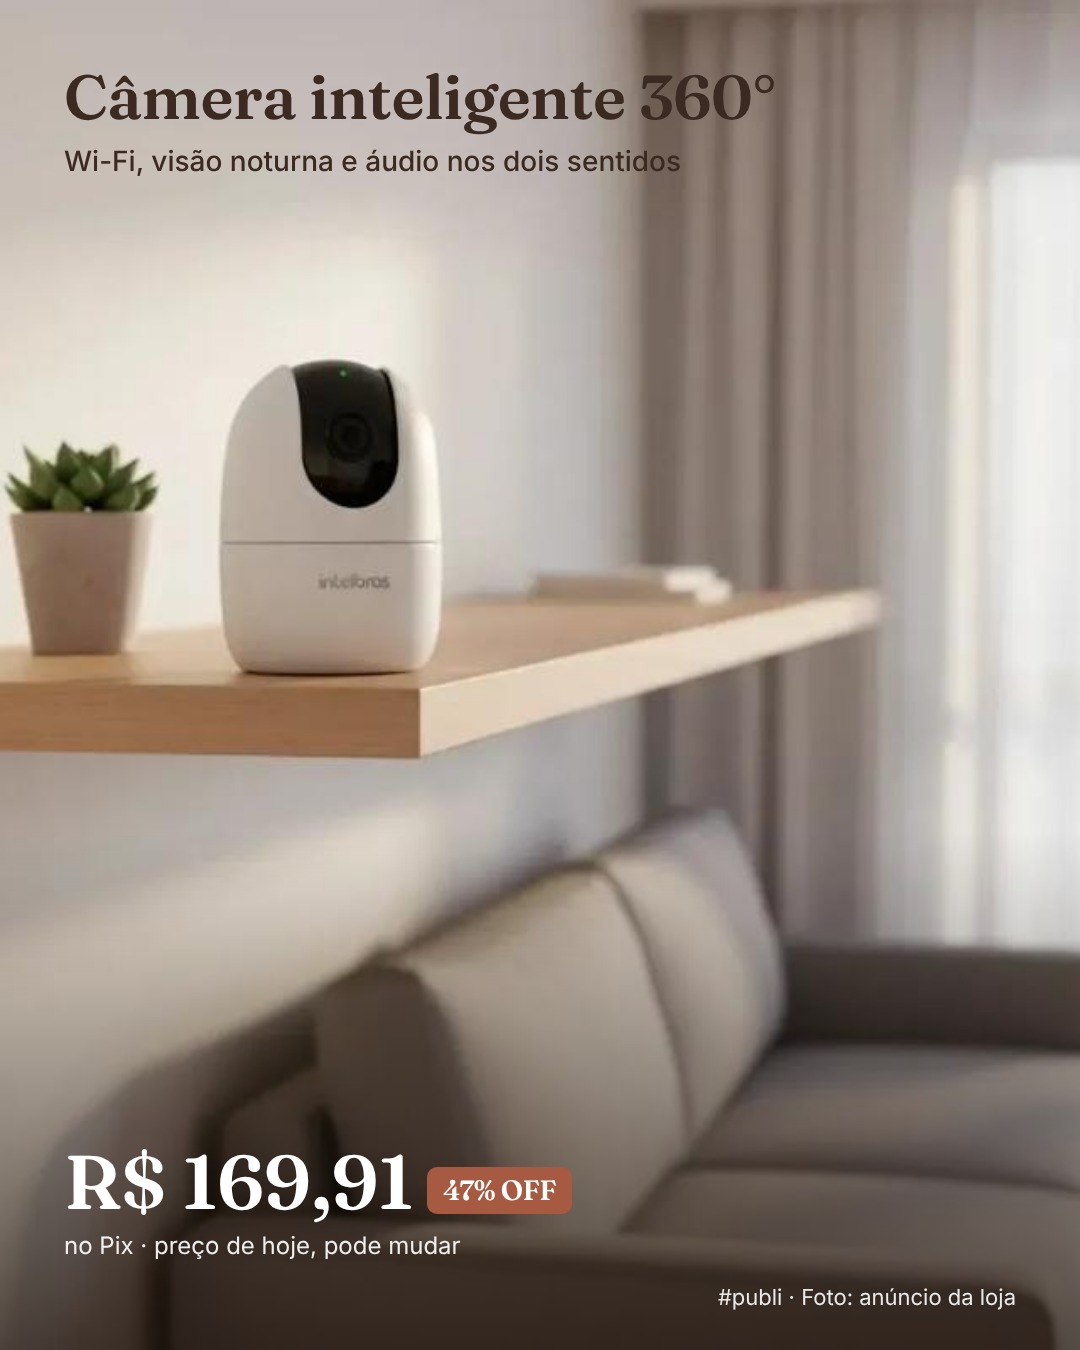 Câmera inteligente 360°
Wi-Fi, visão noturna e áudio nos dois sentidos
intelbras
R$ 169,91 47% OFF
no Pix · preço de hoje, pode mudar
#publi · Foto: anúncio da loja